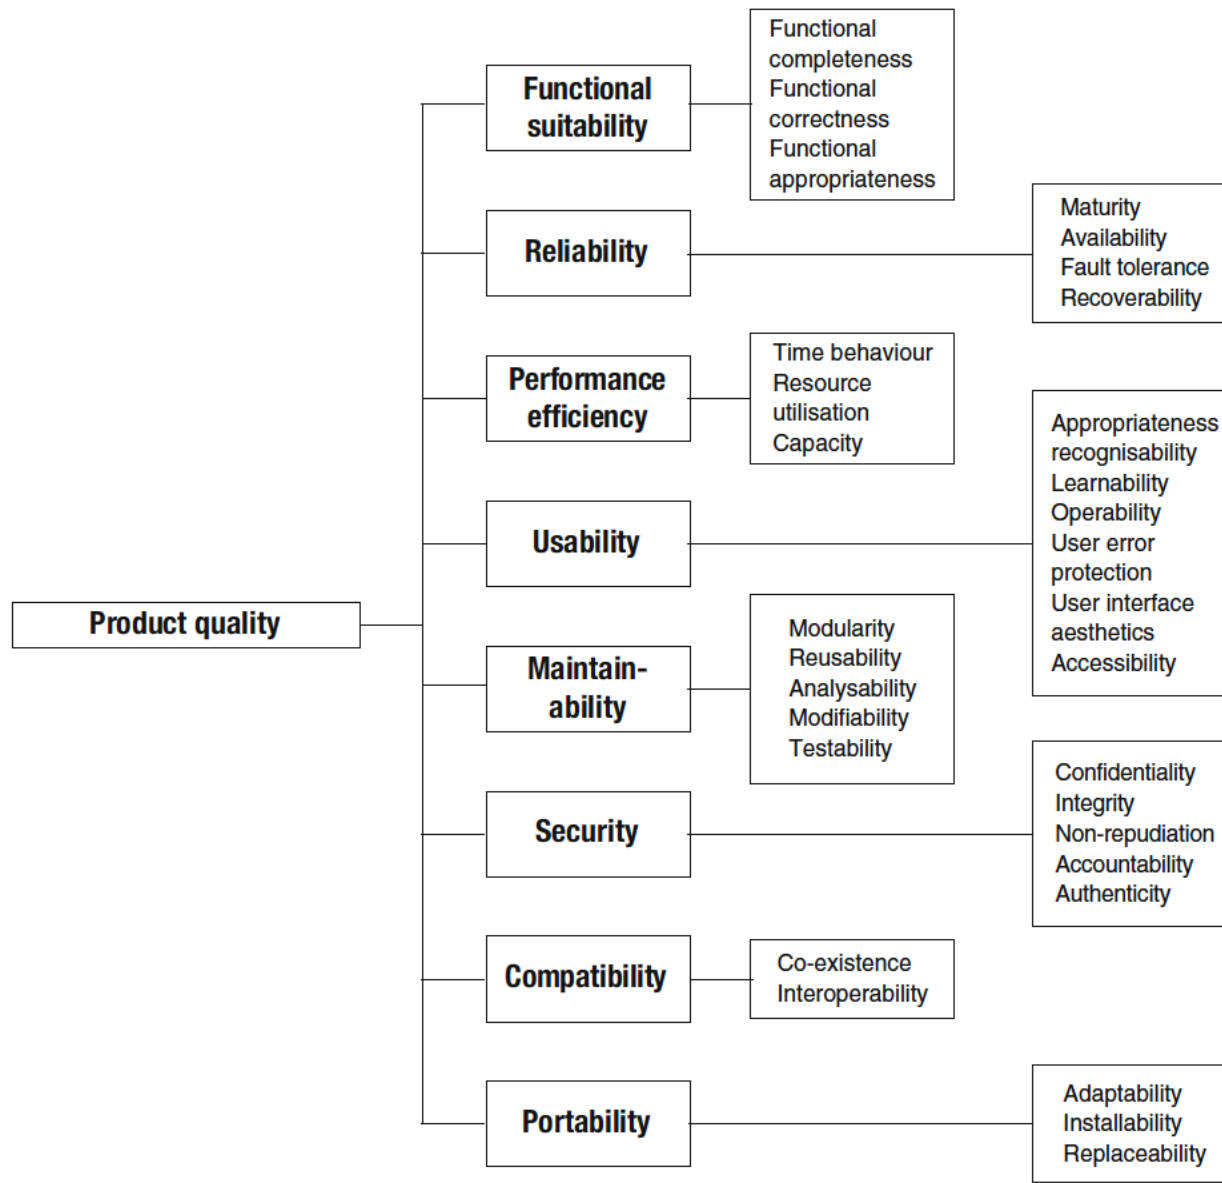 Product quality
Functional
suitability
Functional
completeness
Functional
correctness
Functional
appropriateness
Reliability
Maturity
Availability
Fault tolerance
Recoverability
Performance
efficiency
Time behaviour
Resource
utilisation
Capacity
Usability
Appropriateness
recognisability
Learnability
Operability
User error
protection
User interface
aesthetics
Accessibility
Maintain-
ability
Modularity
Reusability
Analysability
Modifiability
Testability
Security
Confidentiality
Integrity
Non-repudiation
Accountability
Authenticity
Compatibility
Co-existence
Interoperability
Portability
Adaptability
Installability
Replaceability